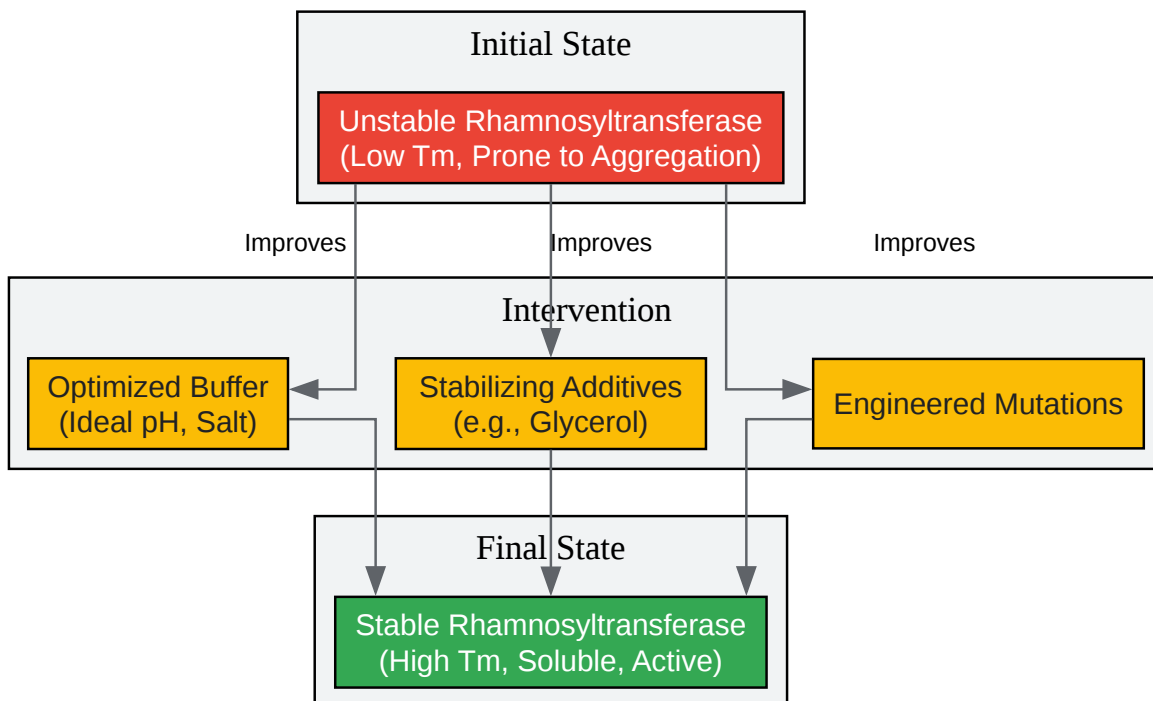 Initial State
Unstable Rhamnosyltransferase
(Low Tm, Prone to Aggregation)
Improves
Improves
Improves
Intervention
Optimized Buffer
(Ideal pH, Salt)
Stabilizing Additives
(e.g., Glycerol)
Engineered Mutations
Final State
Stable Rhamnosyltransferase
(High Tm, Soluble, Active)